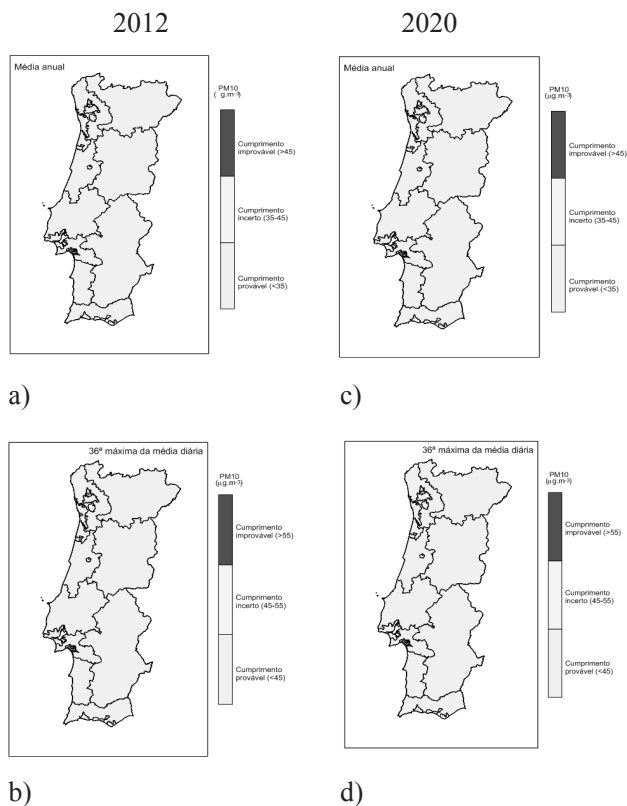 2012
2020
Média anual
PM10
( g.m-3)
Cumprimento
improvável (>45)
Cumprimento
incerto (35-45)
Cumprimento
provável (<35)
a)
Média anual
PM10
(µg.m-3)
Cumprimento
improvável (>45)
Cumprimento
incerto (35-45)
Cumprimento
provável (<35)
c)
36ª máxima da média diária
PM10
(µg.m-3)
Cumprimento
improvável (>55)
Cumprimento
incerto (45-55)
Cumprimento
provável (<45)
b)
36ª máxima da média diária
PM10
(µg.m-3)
Cumprimento
improvável (>55)
Cumprimento
incerto (45-55)
Cumprimento
provável (<45)
d)